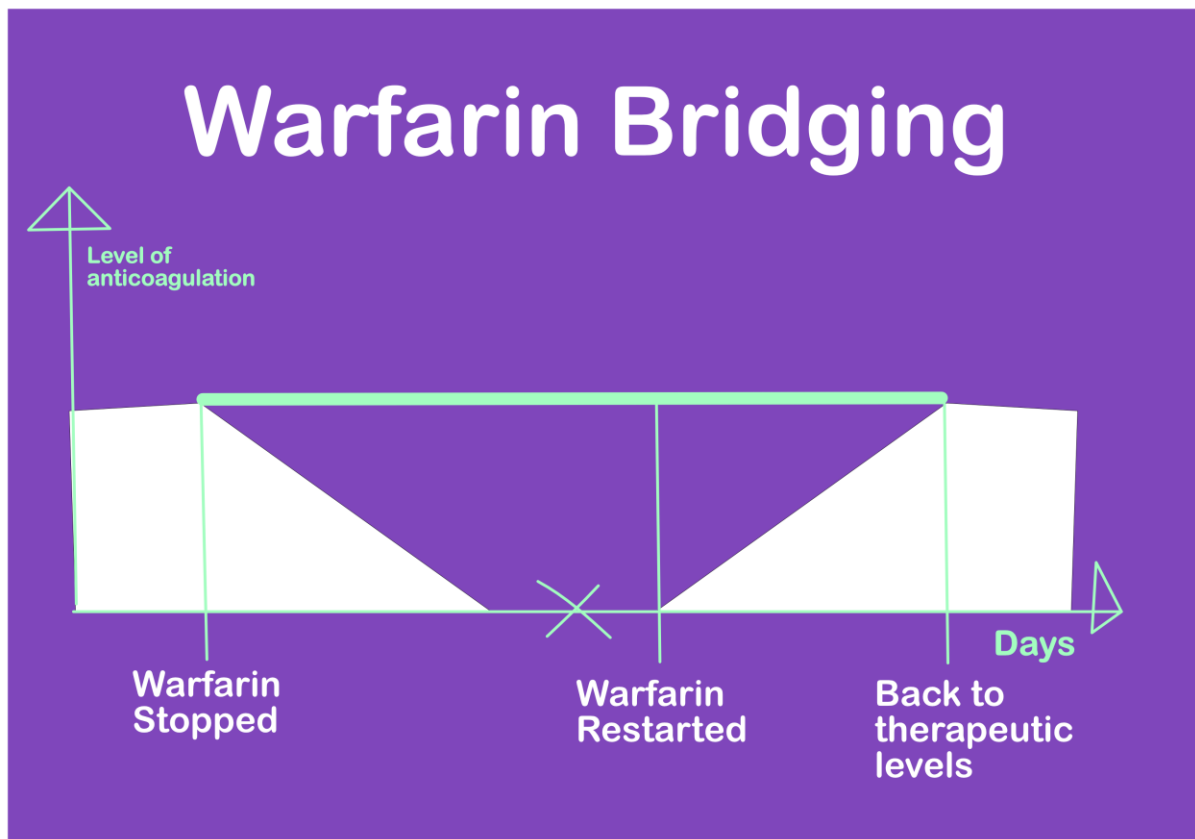 Warfarin Bridging
Level of
anticoagulation
Days
Warfarin
Stopped
Warfarin
Restarted
Back to
therapeutic
levels